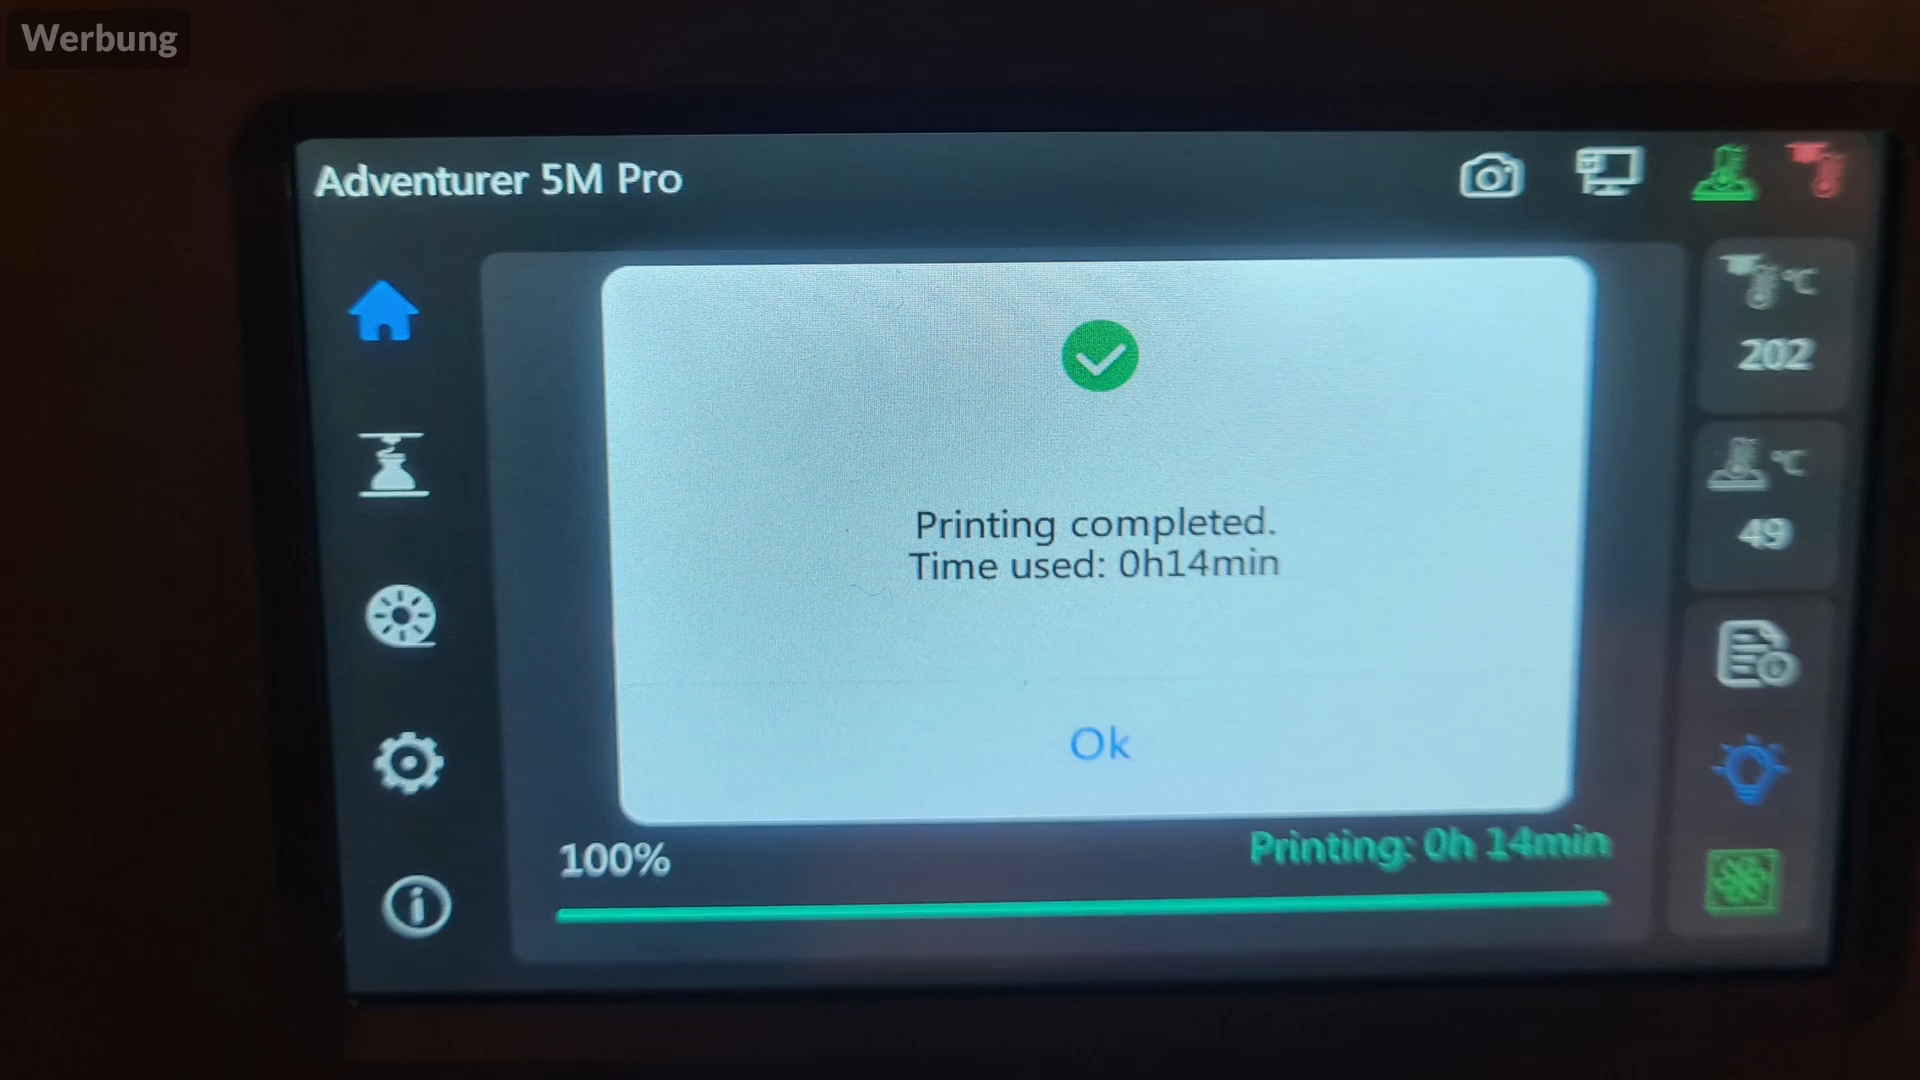 Werbung
Adventurer 5M Pro
°C
202
°C
49
Printing completed.
Time used: 0h14min
Ok
100%
Printing: 0h 14min